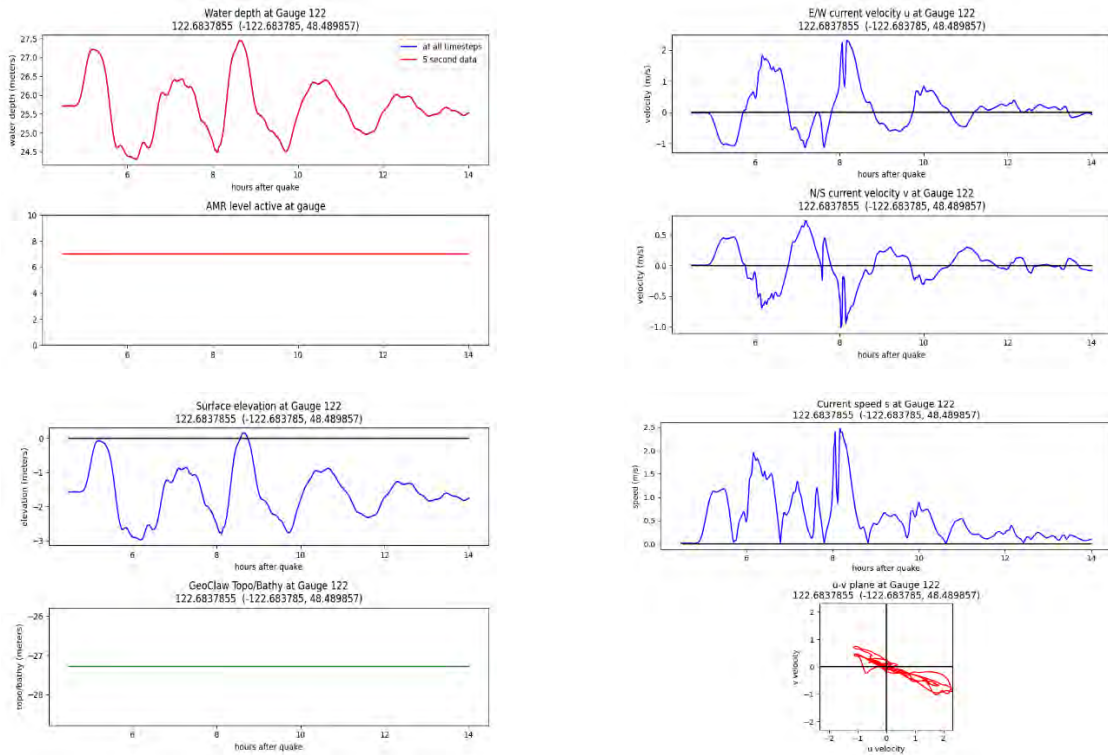 Water depth at Gauge 122
122.6837855 (-122.683785, 48.489857)
27.5
27.0
26.5
26.0
25.5
25.0
24.5
water depth (meters)
at all timesteps
5 second data
6 8 10 12 14
hours after quake
AMR level active at gauge
10
8
6
4
2
0
6 8 10 12 14
Surface elevation at Gauge 122
122.6837855 (-122.683785, 48.489857)
0
−1
−2
−3
elevation (meters)
6 8 10 12 14
hours after quake
GeoClaw Topo/Bathy at Gauge 122
122.6837855 (-122.683785, 48.489857)
−26
−27
−28
topo/bathy (meters)
6 8 10 12 14
hours after quake
E/W current velocity u at Gauge 122
122.6837855 (-122.683785, 48.489857)
2
1
0
−1
velocity (m/s)
6 8 10 12 14
hours after quake
N/S current velocity v at Gauge 122
122.6837855 (-122.683785, 48.489857)
0.5
0.0
−0.5
−1.0
velocity (m/s)
6 8 10 12 14
hours after quake
Current speed s at Gauge 122
122.6837855 (-122.683785, 48.489857)
2.5
2.0
1.5
1.0
0.5
0.0
speed (m/s)
6 8 10 12 14
hours after quake
u-v plane at Gauge 122
122.6837855 (-122.683785, 48.489857)
2
1
0
−1
−2
v velocity
−2 −1 0 1 2
u velocity